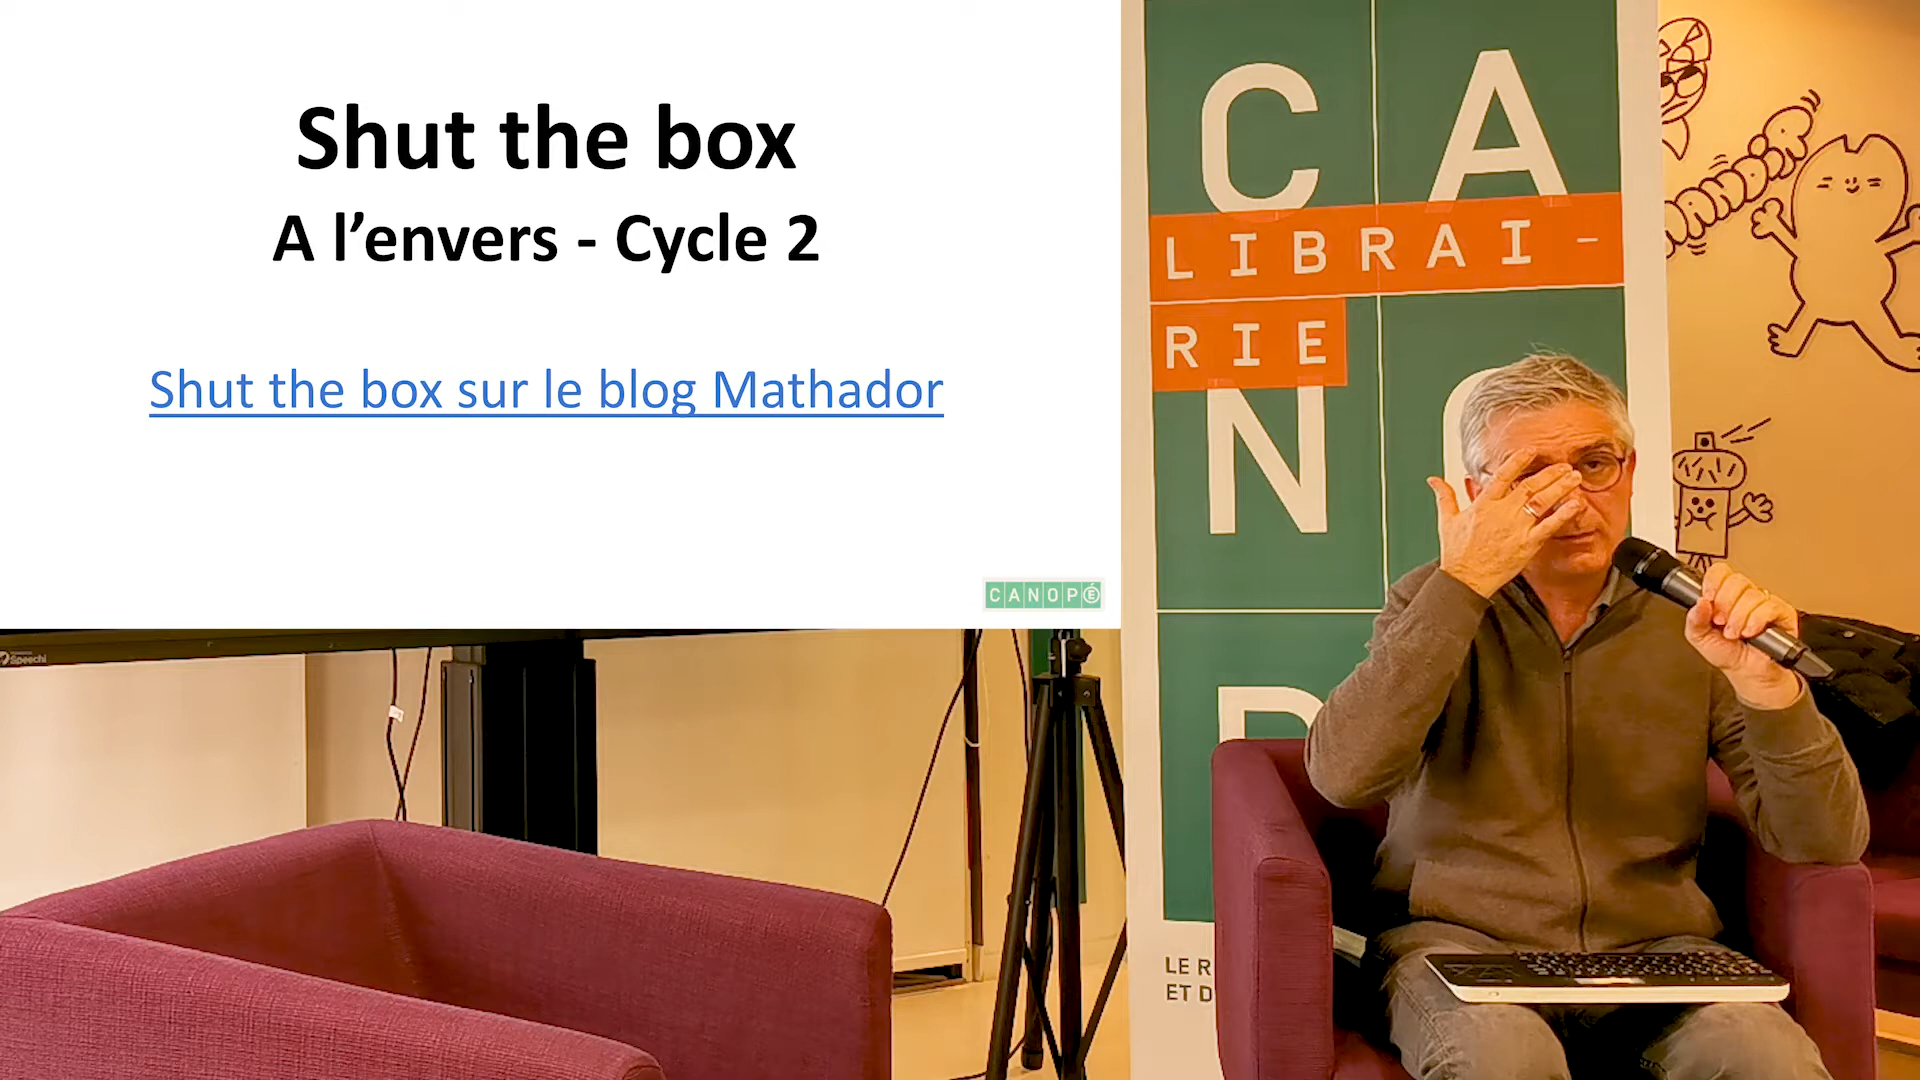 Shut the box
A l’envers - Cycle 2
Shut the box sur le blog Mathador
CANOPÉ
Speechi
CA
LIBRAI-
RIE
N
LE R
ET D